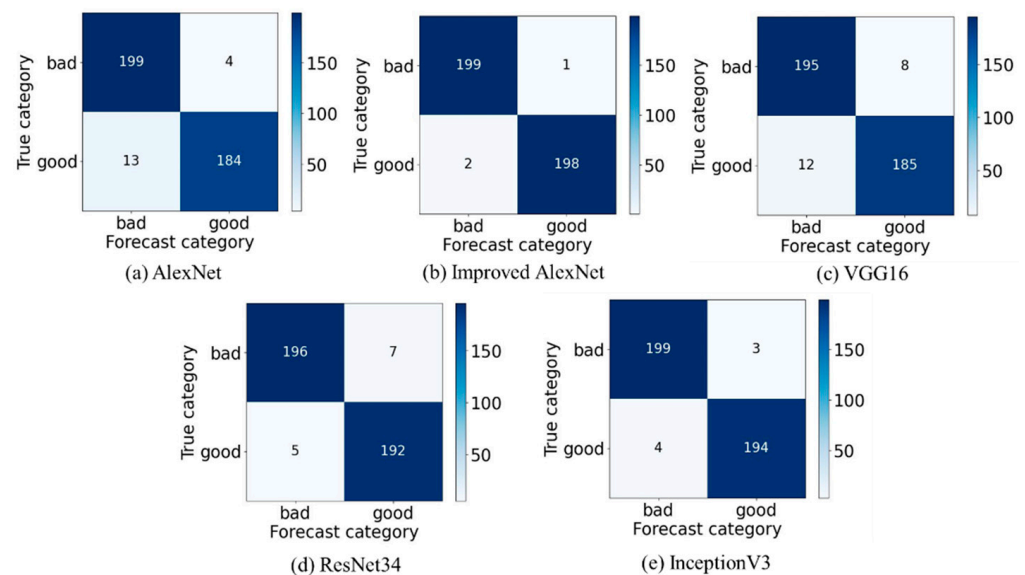 True category
bad
199
4
good
13
184
bad
good
Forecast category
150
100
50
(a) AlexNet
True category
bad
199
1
good
2
198
bad
good
Forecast category
150
100
50
(b) Improved AlexNet
True category
bad
195
8
good
12
185
bad
good
Forecast category
150
100
50
(c) VGG16
True category
bad
196
7
good
5
192
bad
good
Forecast category
150
100
50
(d) ResNet34
True category
bad
199
3
good
4
194
bad
good
Forecast category
150
100
50
(e) InceptionV3